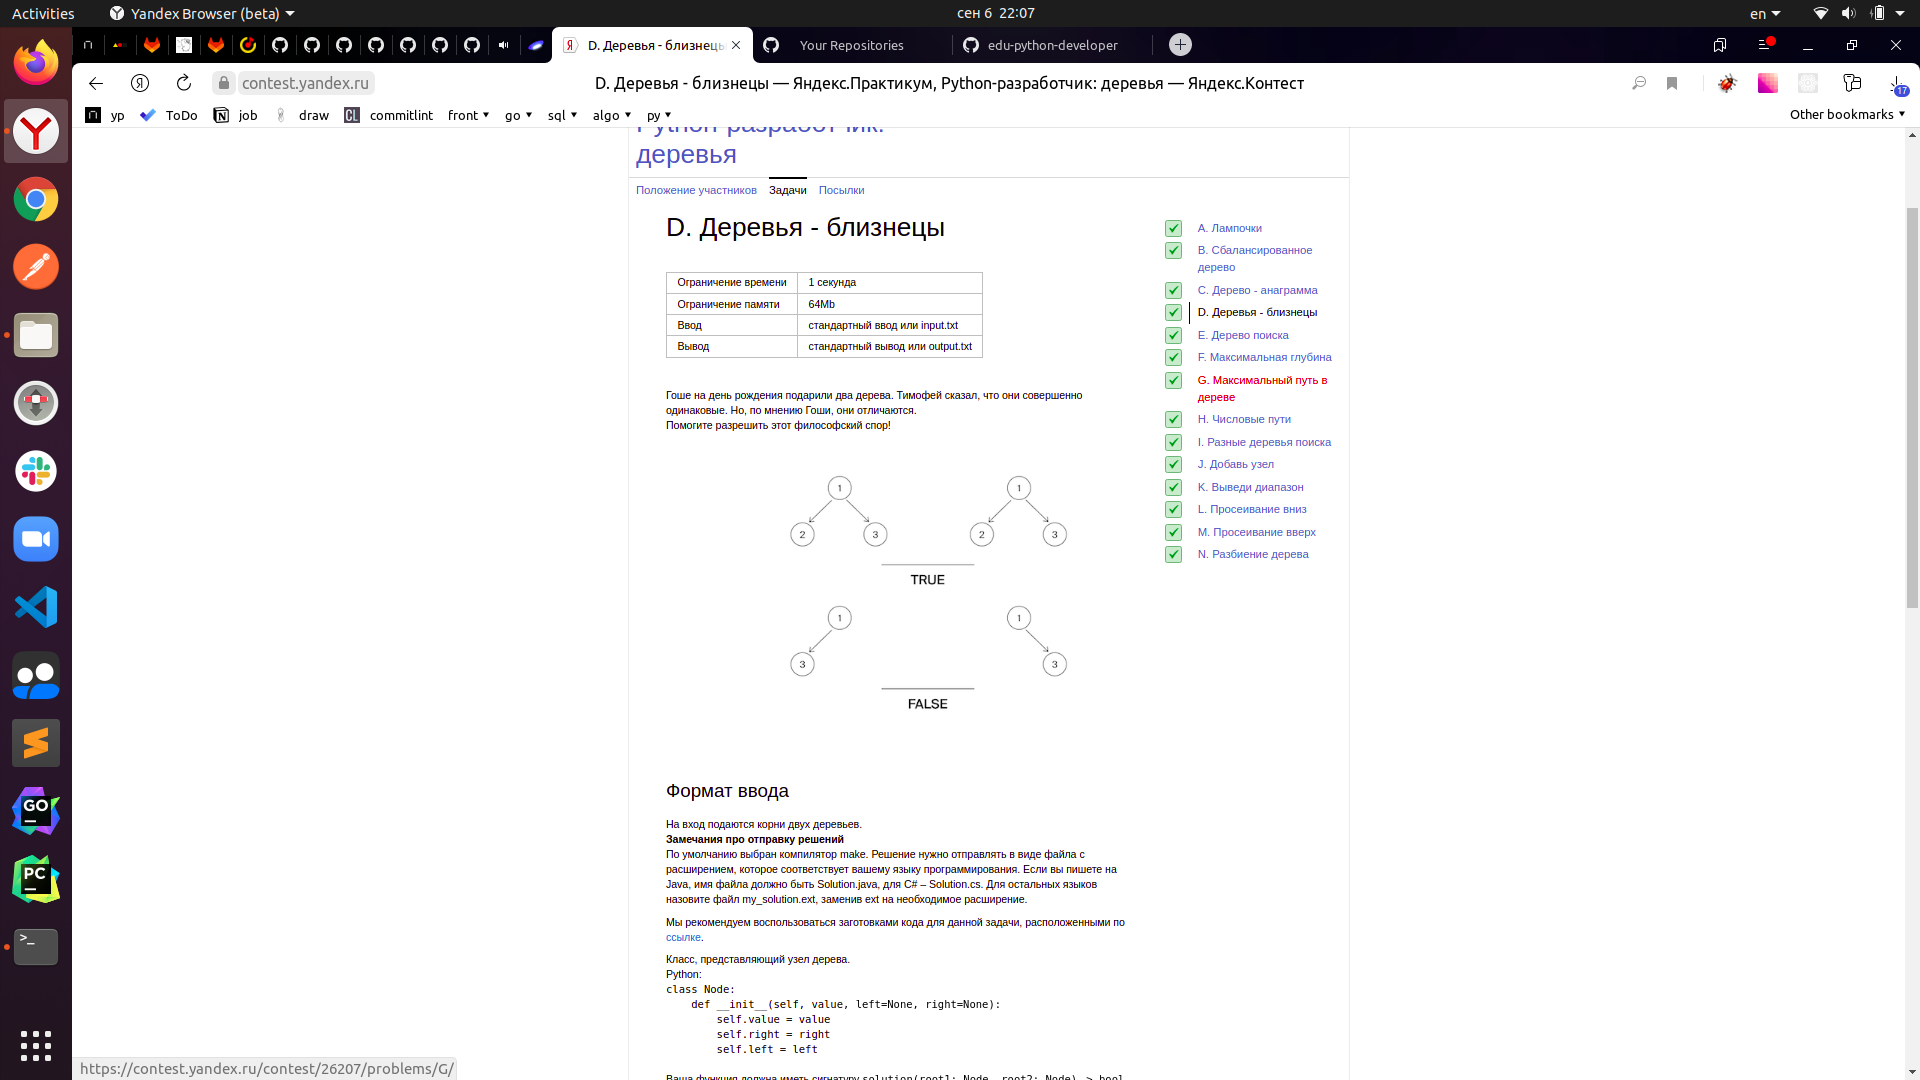 Activities
Yandex Browser (beta)
сен 6 22:07
en
D. Деревья - близнецы
Your Repositories
edu-python-developer
contest.yandex.ru
D. Деревья - близнецы — Яндекс.Практикум, Python-разработчик: деревья — Яндекс.Контест
17
yp
ToDo
job
draw
CL
commitlint
front
go
sql
algo
py
Other bookmarks
Python-разработчик:
деревья
Положение участников
Задачи
Посылки
D. Деревья - близнецы
Ограничение времени 1 секунда
Ограничение памяти 64Mb
Ввод стандартный ввод или input.txt
Вывод стандартный вывод или output.txt
Гоше на день рождения подарили два дерева. Тимофей сказал, что они совершенно
одинаковые. Но, по мнению Гоши, они отличаются.
Помогите разрешить этот философский спор!
1 1
2 3 2 3
TRUE
1 1
3 3
FALSE
Формат ввода
На вход подаются корни двух деревьев.
Замечания про отправку решений
По умолчанию выбран компилятор make. Решение нужно отправлять в виде файла с
расширением, которое соответствует вашему языку программирования. Если вы пишете на
Java, имя файла должно быть Solution.java, для C# – Solution.cs. Для остальных языков
назовите файл my_solution.ext, заменив ext на необходимое расширение.
Мы рекомендуем воспользоваться заготовками кода для данной задачи, расположенными по
ссылке.
Класс, представляющий узел дерева.
Python:
class Node:
def __init__(self, value, left=None, right=None):
self.value = value
self.right = right
self.left = left
Ваша функция должна иметь сигнатуру solution(root1: Node, root2: Node) -> bool
A. Лампочки
B. Сбалансированное
дерево
C. Дерево - анаграмма
D. Деревья - близнецы
E. Дерево поиска
F. Максимальная глубина
G. Максимальный путь в
дереве
H. Числовые пути
I. Разные деревья поиска
J. Добавь узел
K. Выведи диапазон
L. Просеивание вниз
M. Просеивание вверх
N. Разбиение дерева
GO
PC
>_
https://contest.yandex.ru/contest/26207/problems/G/